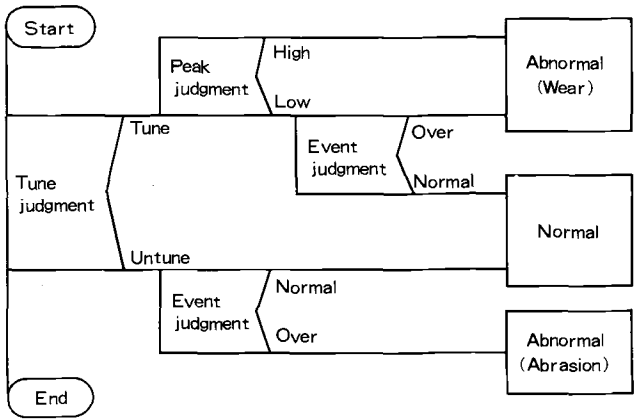 Start
Peak
judgment
High
Low
Abnormal
(Wear)
Tune
judgment
Tune
Event
judgment
Over
Normal
Untune
Normal
Event
judgment
Normal
Over
Abnormal
(Abrasion)
End